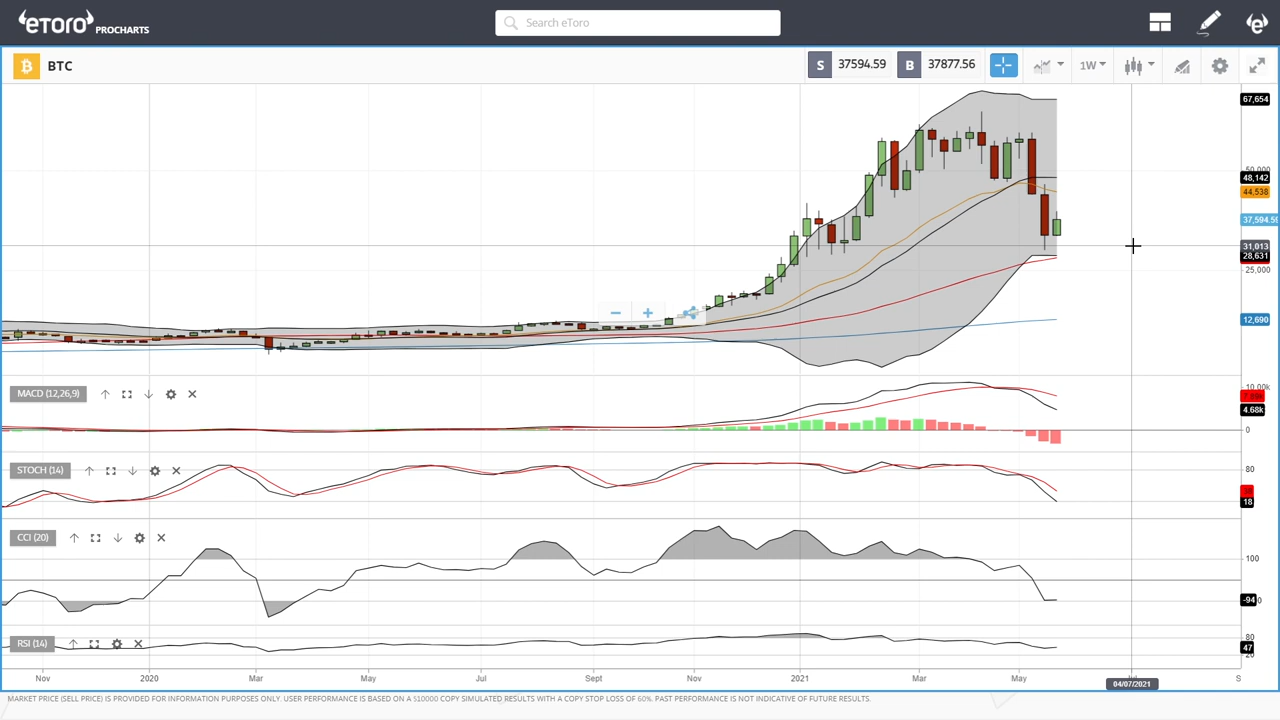 eToro PROCHARTS
Search eToro
BTC
S 37594.59 B 37877.56
1W
67,654
48,142
44,538
37,594.59
31,013
28,631
25,000
12,690
MACD (12,26,9)
10.00k
4.68k
0
STOCH (14)
80
18
CCI (20)
100
-94
RSI (14)
80
47
20
Nov 2020 Mar May Jul Sept Nov 2021 Mar May S
04/07/2021
MARKET PRICE (SELL PRICE) IS PROVIDED FOR INFORMATION PURPOSES ONLY. USER PERFORMANCE IS BASED ON A $10000 COPY SIMULATED RESULTS WITH A COPY STOP LOSS OF 60%. PAST PERFORMANCE IS NOT INDICATIVE OF FUTURE RESULTS.